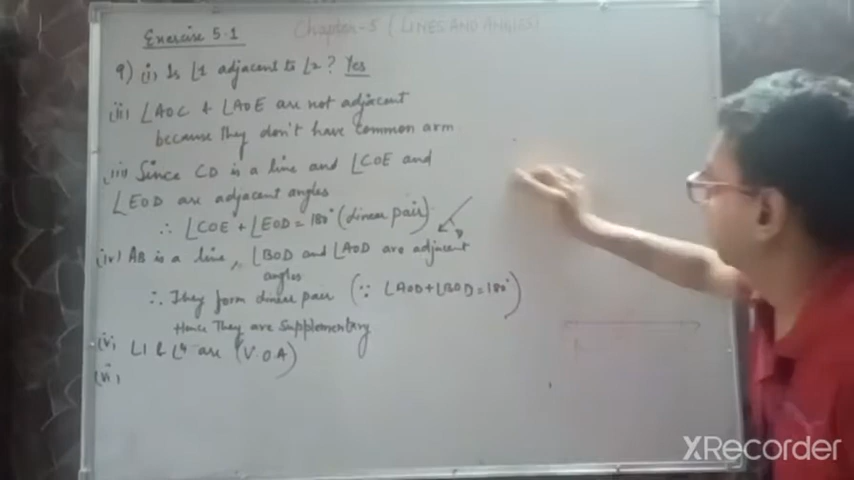 Chapter-5 (LINES AND ANGLES)
Exercise 5.1
9) (i) Is ∠1 adjacent to ∠2? Yes
(ii) ∠AOC & ∠AOE are not adjacent
because they don't have common arm
(iii) Since CD is a line and ∠COE and
∠EOD are adjacent angles
∴ ∠COE + ∠EOD = 180° (Linear pair)
(iv) AB is a line, ∠BOD and ∠AOD are adjacent
angles
∴ They form Linear pair (∵ ∠AOD+∠BOD=180°)
Hence They are Supplementary
(v) ∠1 & ∠4 are (V.O.A)
(vi)
XRecorder